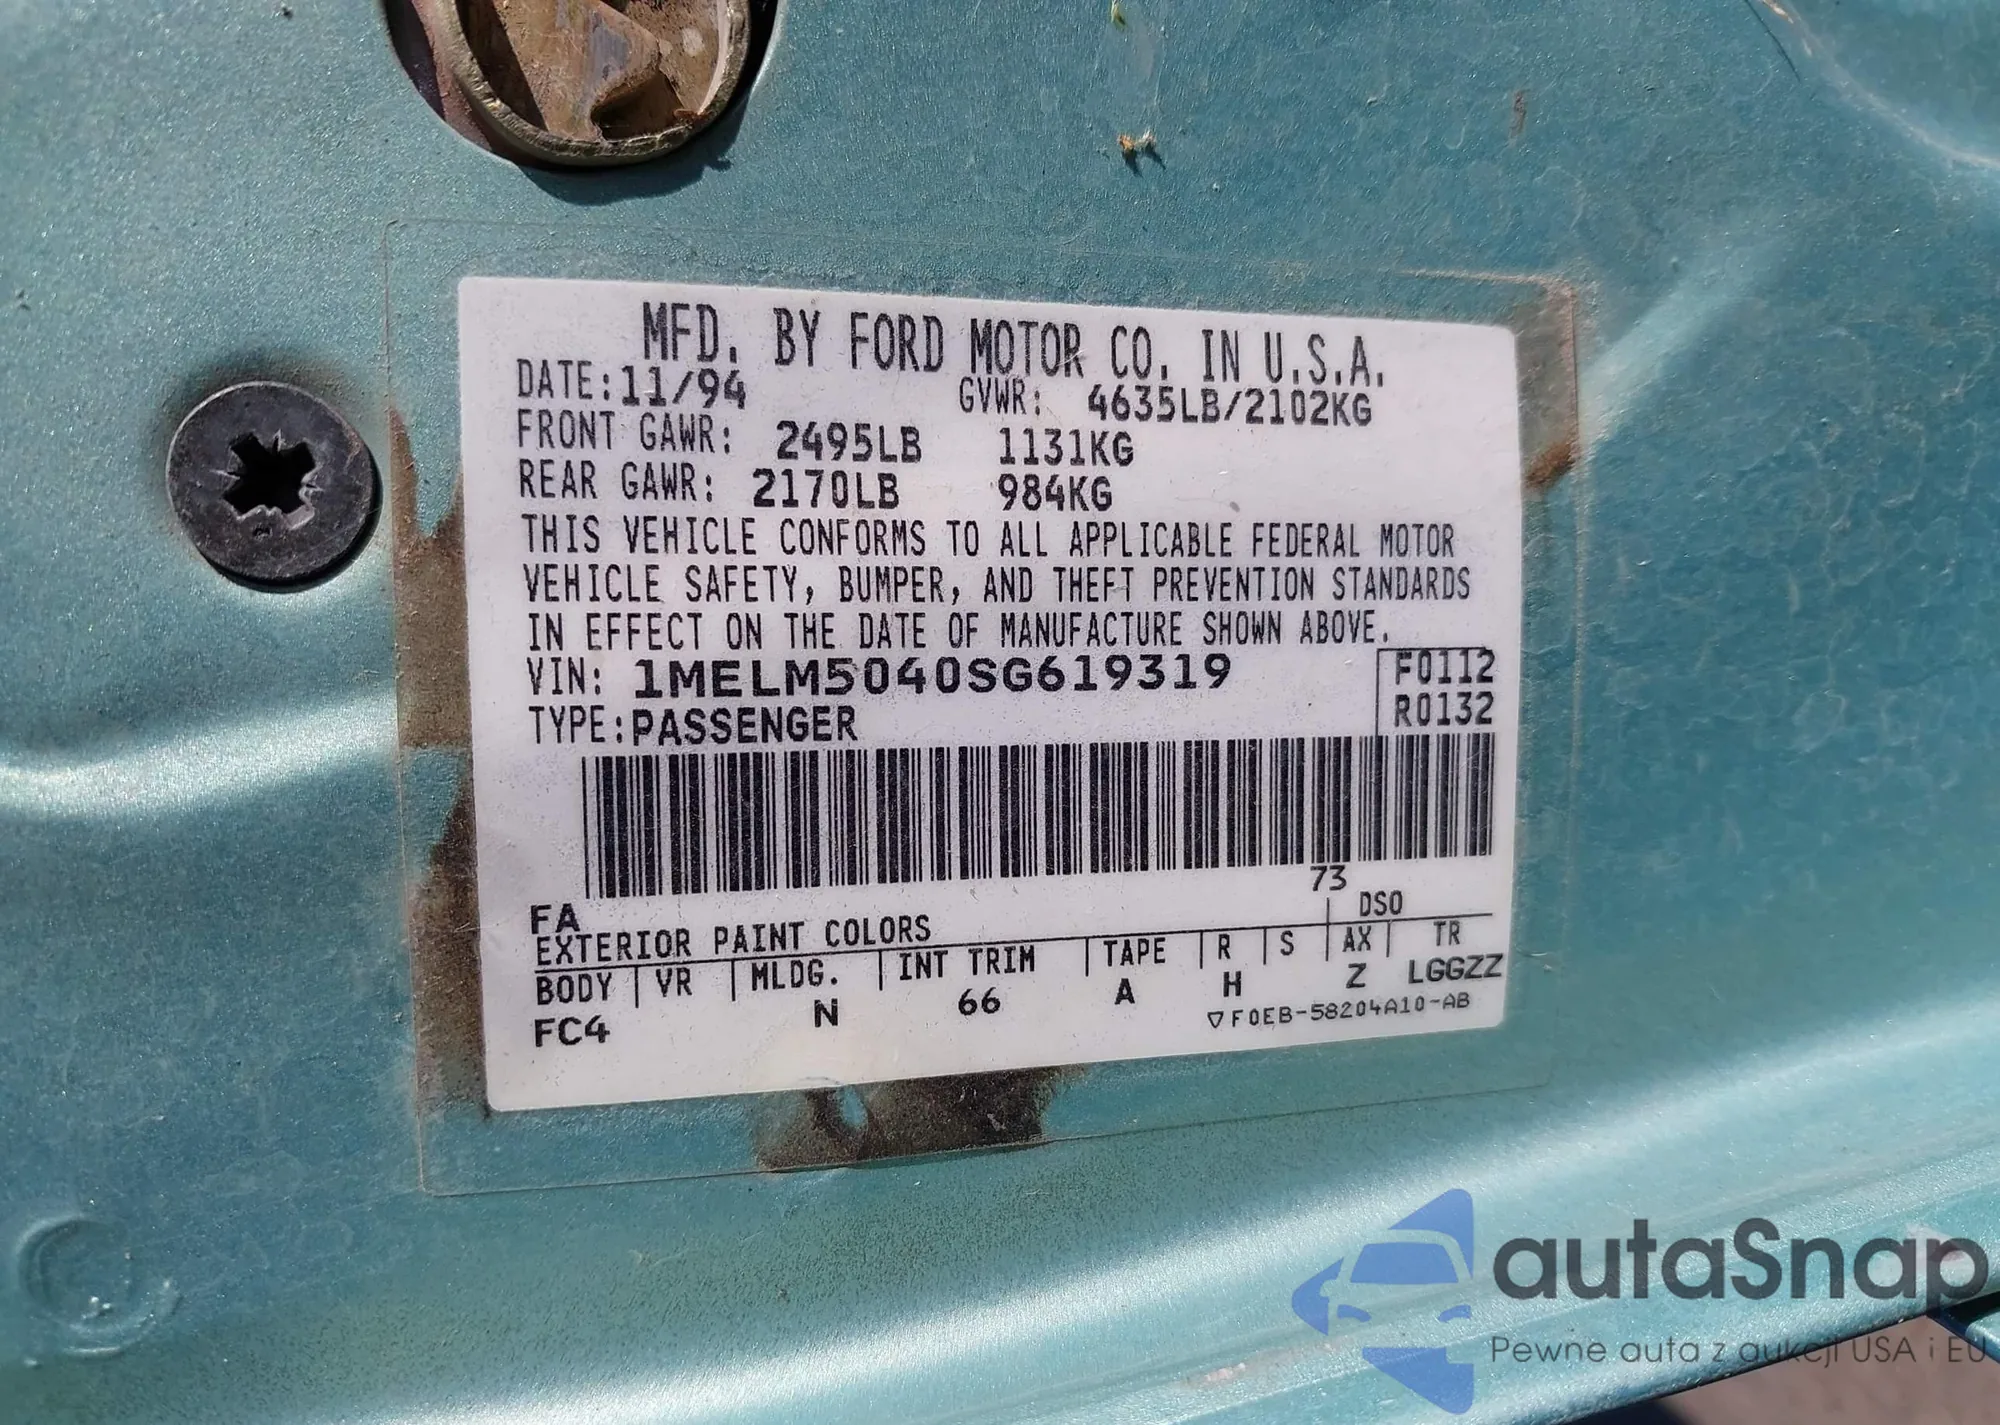 MFD. BY FORD MOTOR CO. IN U.S.A.
DATE: 11/94 GVWR: 4635LB/2102KG
FRONT GAWR: 2495LB 1131KG
REAR GAWR: 2170LB 984KG
THIS VEHICLE CONFORMS TO ALL APPLICABLE FEDERAL MOTOR
VEHICLE SAFETY, BUMPER, AND THEFT PREVENTION STANDARDS
IN EFFECT ON THE DATE OF MANUFACTURE SHOWN ABOVE.
VIN: 1MELM5040SG619319 F0112
TYPE: PASSENGER R0132
73
FA DSO
EXTERIOR PAINT COLORS
BODY VR MLDG. INT TRIM TAPE R S AX TR
FC4 N 66 A H Z LGGZZ
▽F0EB-58204A10-AB
autaSnap
Pewne auta z aukcji USA i EU